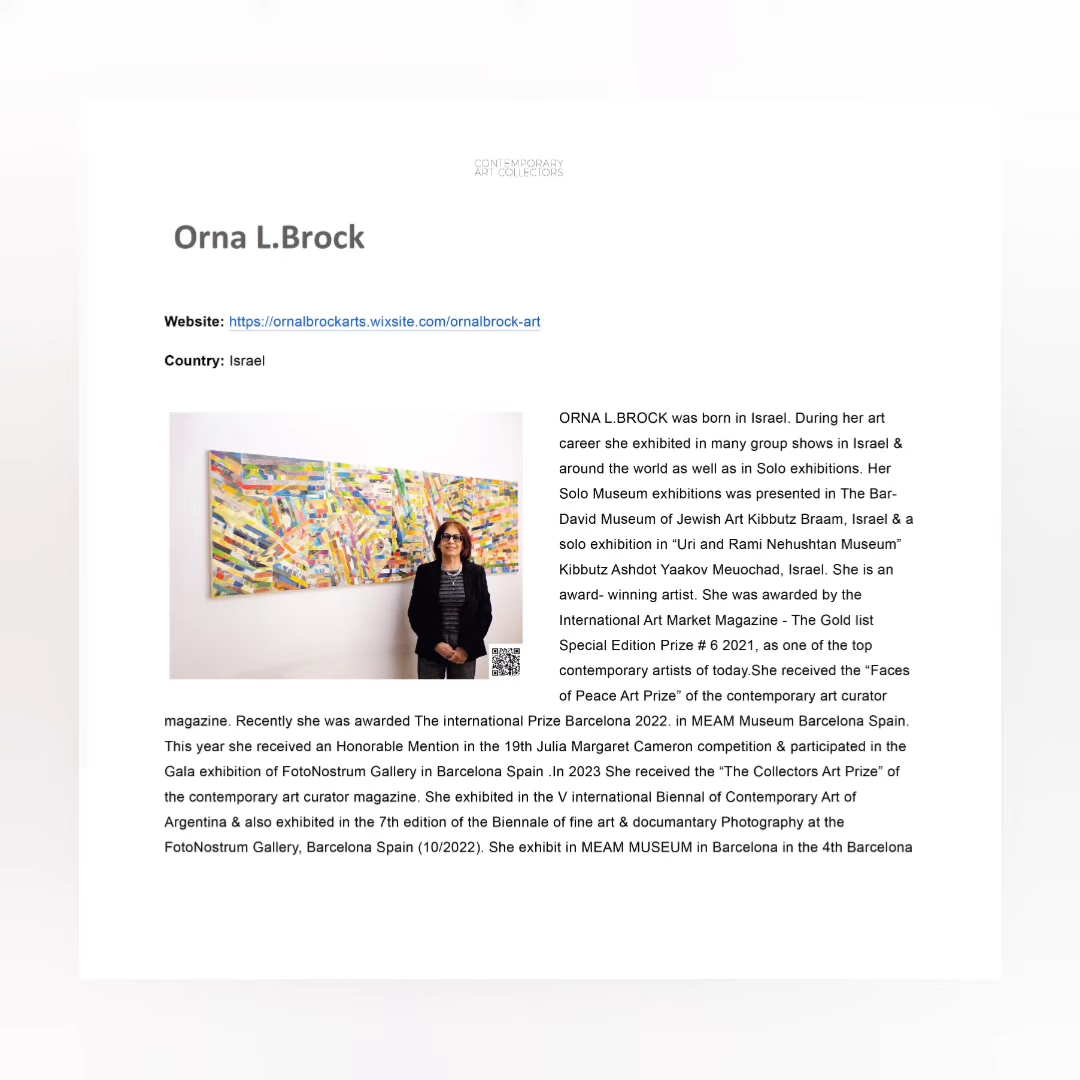 CONTEMPORARY
ART COLLECTORS
Orna L.Brock
Website: https://ornalbrockarts.wixsite.com/ornalbrock-art
Country: Israel
ORNA L.BROCK was born in Israel. During her art
career she exhibited in many group shows in Israel &
around the world as well as in Solo exhibitions. Her
Solo Museum exhibitions was presented in The Bar-
David Museum of Jewish Art Kibbutz Braam, Israel & a
solo exhibition in “Uri and Rami Nehushtan Museum”
Kibbutz Ashdot Yaakov Meuochad, Israel. She is an
award- winning artist. She was awarded by the
International Art Market Magazine - The Gold list
Special Edition Prize # 6 2021, as one of the top
contemporary artists of today.She received the “Faces
of Peace Art Prize” of the contemporary art curator
magazine. Recently she was awarded The international Prize Barcelona 2022. in MEAM Museum Barcelona Spain.
This year she received an Honorable Mention in the 19th Julia Margaret Cameron competition & participated in the
Gala exhibition of FotoNostrum Gallery in Barcelona Spain .In 2023 She received the “The Collectors Art Prize” of
the contemporary art curator magazine. She exhibited in the V international Biennal of Contemporary Art of
Argentina & also exhibited in the 7th edition of the Biennale of fine art & documantary Photography at the
FotoNostrum Gallery, Barcelona Spain (10/2022). She exhibit in MEAM MUSEUM in Barcelona in the 4th Barcelona